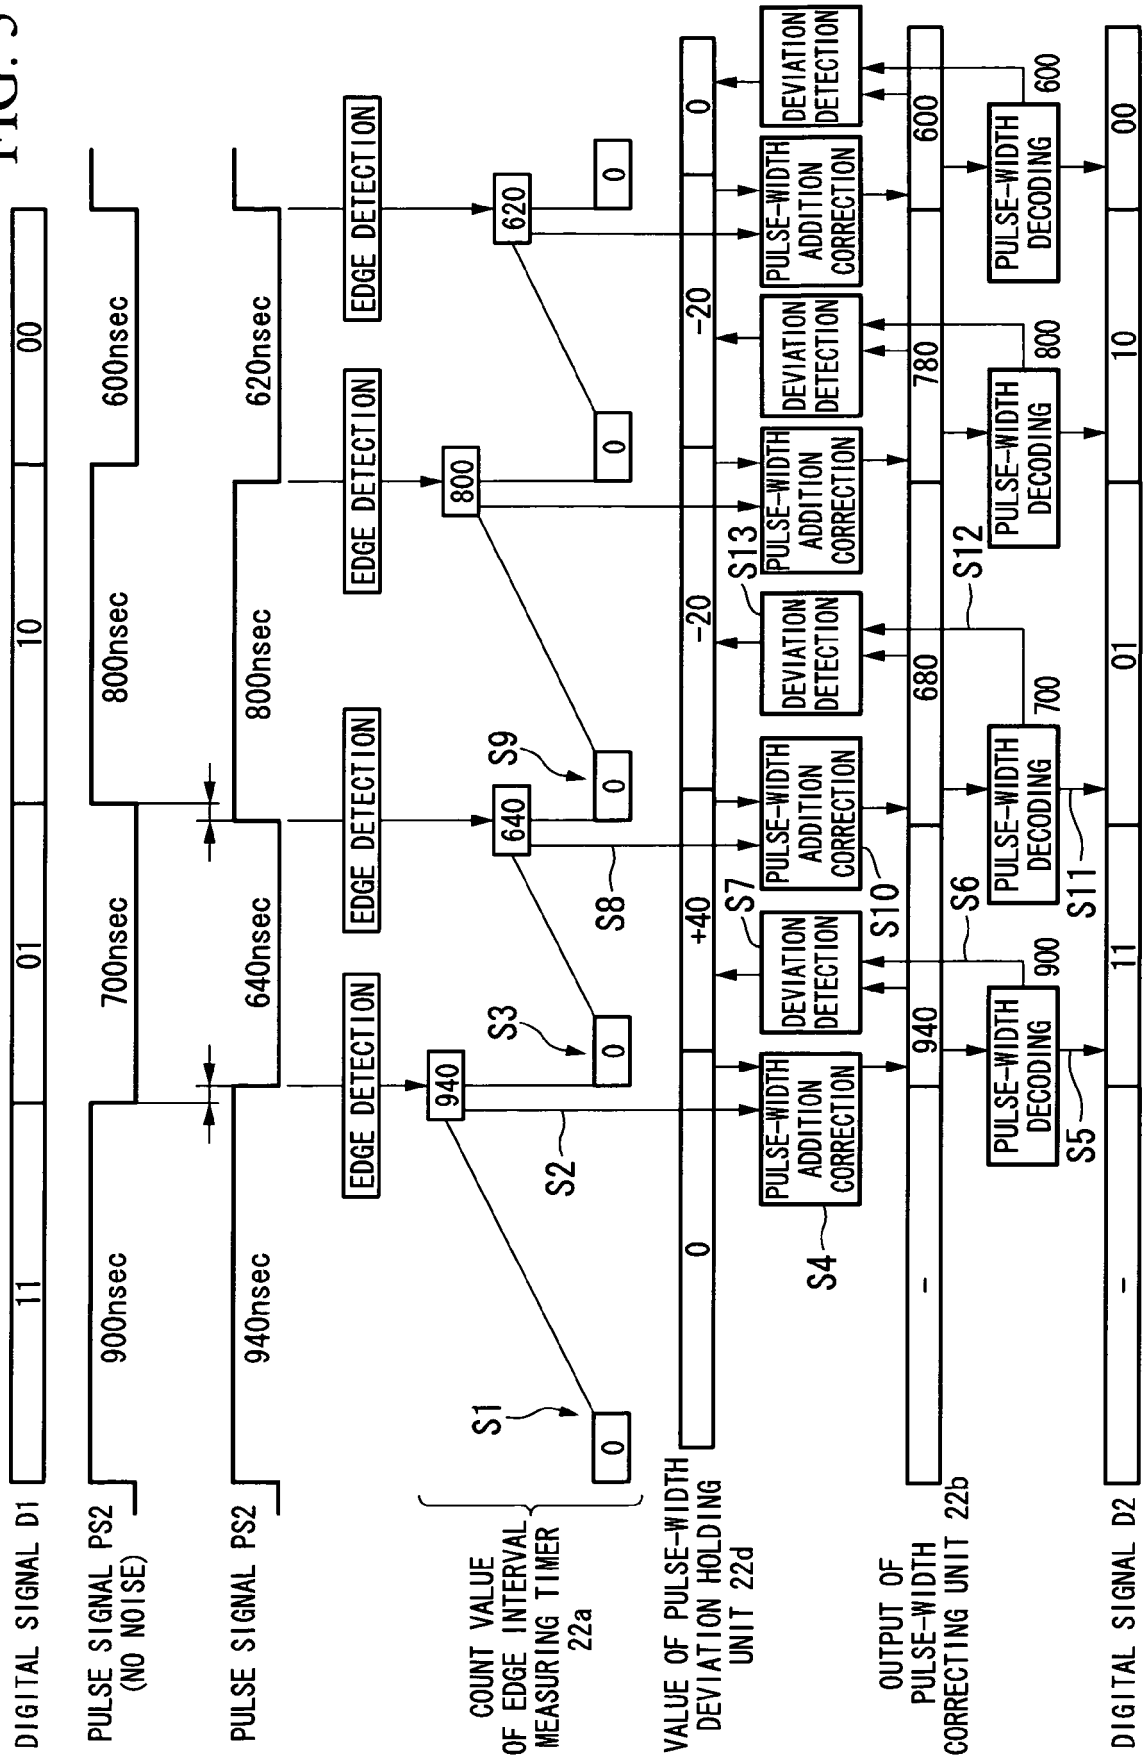 FIG. 5
DIGITAL SIGNAL D1
11
01
10
00
PULSE SIGNAL PS2
(NO NOISE)
900nsec
700nsec
800nsec
600nsec
PULSE SIGNAL PS2
940nsec
640nsec
800nsec
620nsec
EDGE DETECTION
EDGE DETECTION
EDGE DETECTION
EDGE DETECTION
COUNT VALUE
OF EDGE INTERVAL
MEASURING TIMER
22a
S1
0
940
S2
S3
0
640
S8
S9
0
800
0
620
0
VALUE OF PULSE-WIDTH
DEVIATION HOLDING
UNIT 22d
0
+40
-20
-20
0
S4
PULSE-WIDTH
ADDITION
CORRECTION
S7
DEVIATION
DETECTION
S10
PULSE-WIDTH
ADDITION
CORRECTION
S13
DEVIATION
DETECTION
PULSE-WIDTH
ADDITION
CORRECTION
DEVIATION
DETECTION
PULSE-WIDTH
ADDITION
CORRECTION
DEVIATION
DETECTION
OUTPUT OF
PULSE-WIDTH
CORRECTING UNIT 22b
-
940
680
780
600
S5
PULSE-WIDTH
DECODING
900
S6
S11
PULSE-WIDTH
DECODING
700
S12
PULSE-WIDTH
DECODING
800
PULSE-WIDTH
DECODING
600
DIGITAL SIGNAL D2
-
11
01
10
00